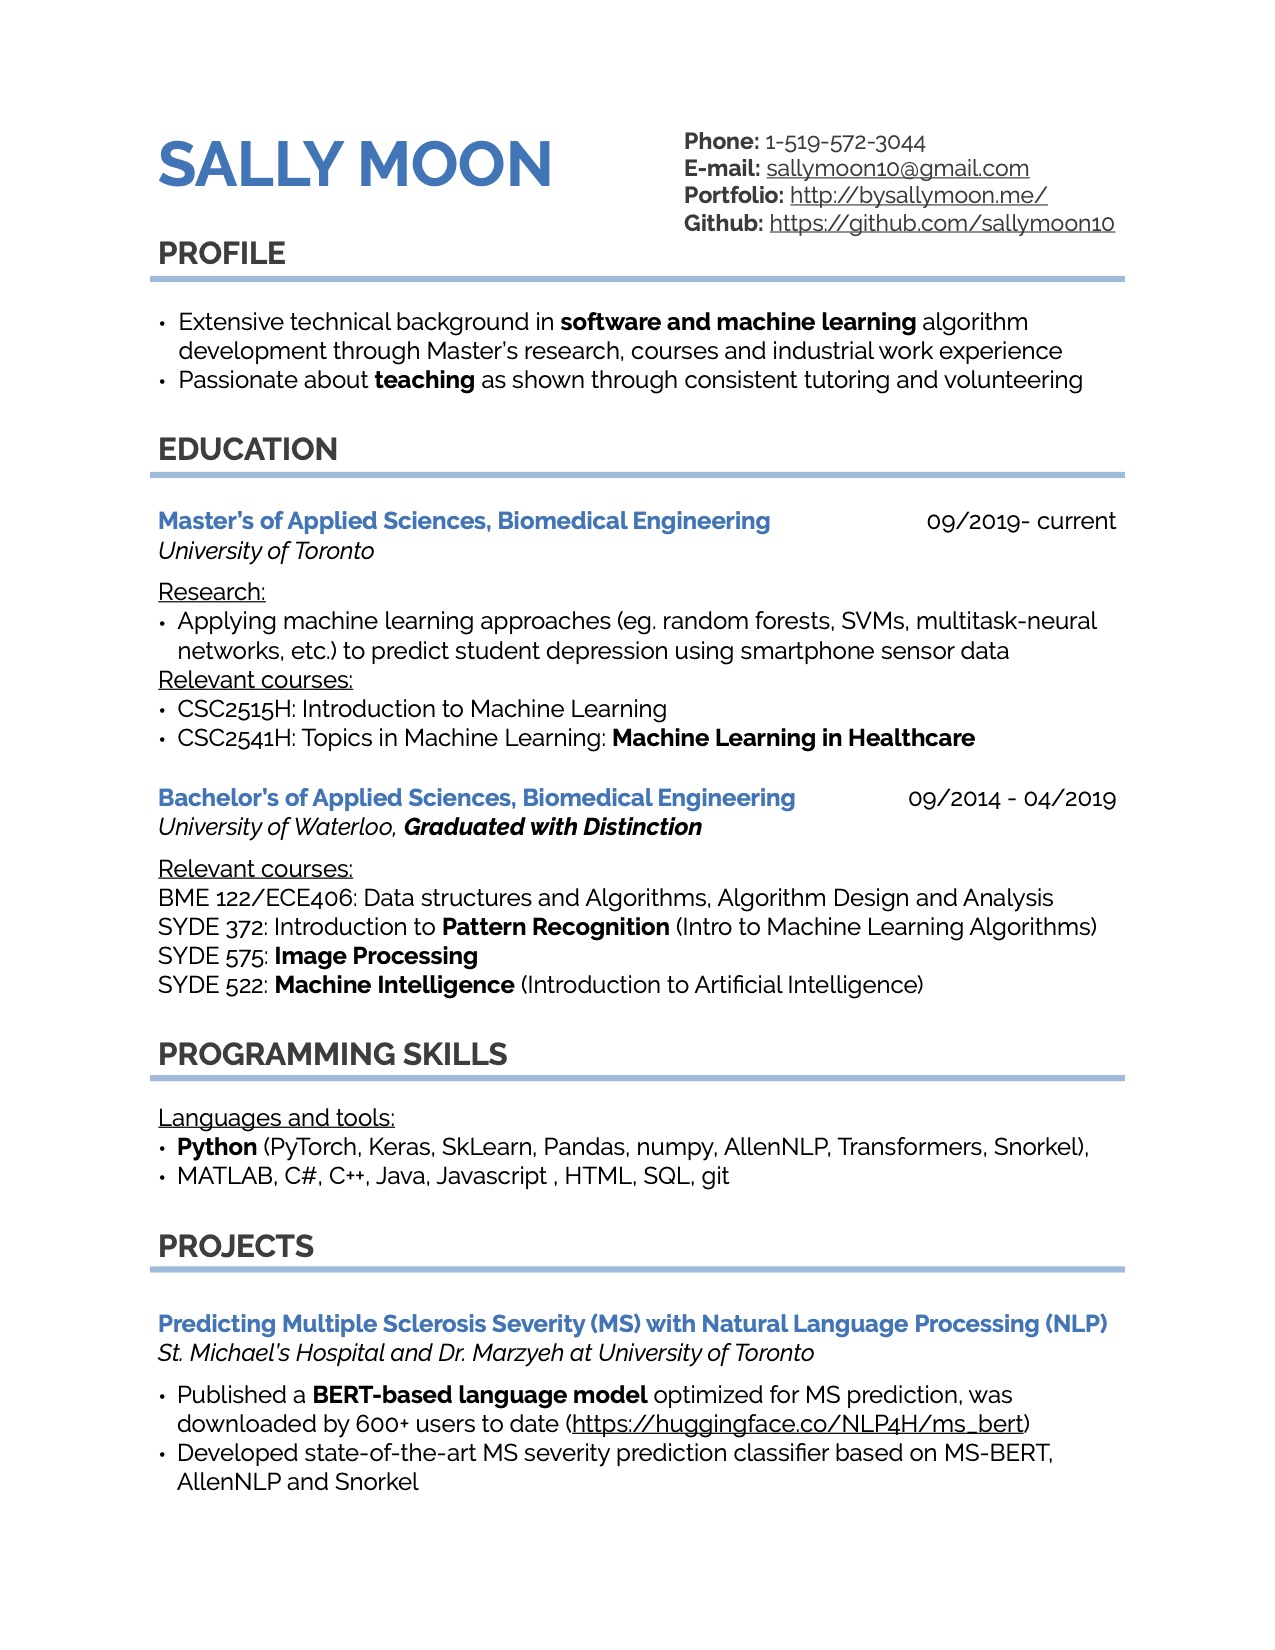 SALLY MOON
Phone: 1-519-572-3044
E-mail: sallymoon10@gmail.com
Portfolio: http://bysallymoon.me/
Github: https://github.com/sallymoon10
PROFILE
• Extensive technical background in software and machine learning algorithm
development through Master's research, courses and industrial work experience
• Passionate about teaching as shown through consistent tutoring and volunteering
EDUCATION
Master's of Applied Sciences, Biomedical Engineering 09/2019- current
University of Toronto
Research:
• Applying machine learning approaches (eg. random forests, SVMs, multitask-neural
networks, etc.) to predict student depression using smartphone sensor data
Relevant courses:
• CSC2515H: Introduction to Machine Learning
• CSC2541H: Topics in Machine Learning: Machine Learning in Healthcare
Bachelor's of Applied Sciences, Biomedical Engineering 09/2014 - 04/2019
University of Waterloo, Graduated with Distinction
Relevant courses:
BME 122/ECE406: Data structures and Algorithms, Algorithm Design and Analysis
SYDE 372: Introduction to Pattern Recognition (Intro to Machine Learning Algorithms)
SYDE 575: Image Processing
SYDE 522: Machine Intelligence (Introduction to Artificial Intelligence)
PROGRAMMING SKILLS
Languages and tools:
• Python (PyTorch, Keras, SkLearn, Pandas, numpy, AllenNLP, Transformers, Snorkel),
• MATLAB, C#, C++, Java, Javascript , HTML, SQL, git
PROJECTS
Predicting Multiple Sclerosis Severity (MS) with Natural Language Processing (NLP)
St. Michael's Hospital and Dr. Marzyeh at University of Toronto
• Published a BERT-based language model optimized for MS prediction, was
downloaded by 600+ users to date (https://huggingface.co/NLP4H/ms_bert)
• Developed state-of-the-art MS severity prediction classifier based on MS-BERT,
AllenNLP and Snorkel